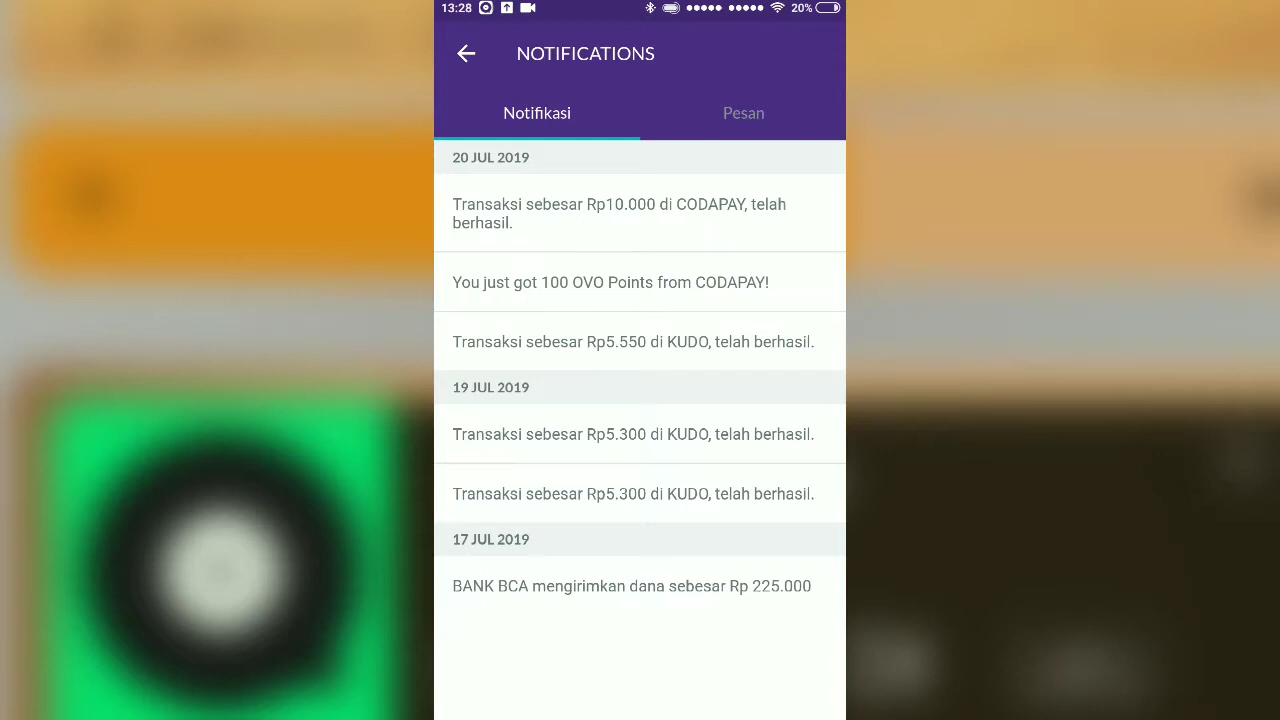 13:28
20%
NOTIFICATIONS
Notifikasi
Pesan
20 JUL 2019
Transaksi sebesar Rp10.000 di CODAPAY, telah
berhasil.
You just got 100 OVO Points from CODAPAY!
Transaksi sebesar Rp5.550 di KUDO, telah berhasil.
19 JUL 2019
Transaksi sebesar Rp5.300 di KUDO, telah berhasil.
Transaksi sebesar Rp5.300 di KUDO, telah berhasil.
17 JUL 2019
BANK BCA mengirimkan dana sebesar Rp 225.000